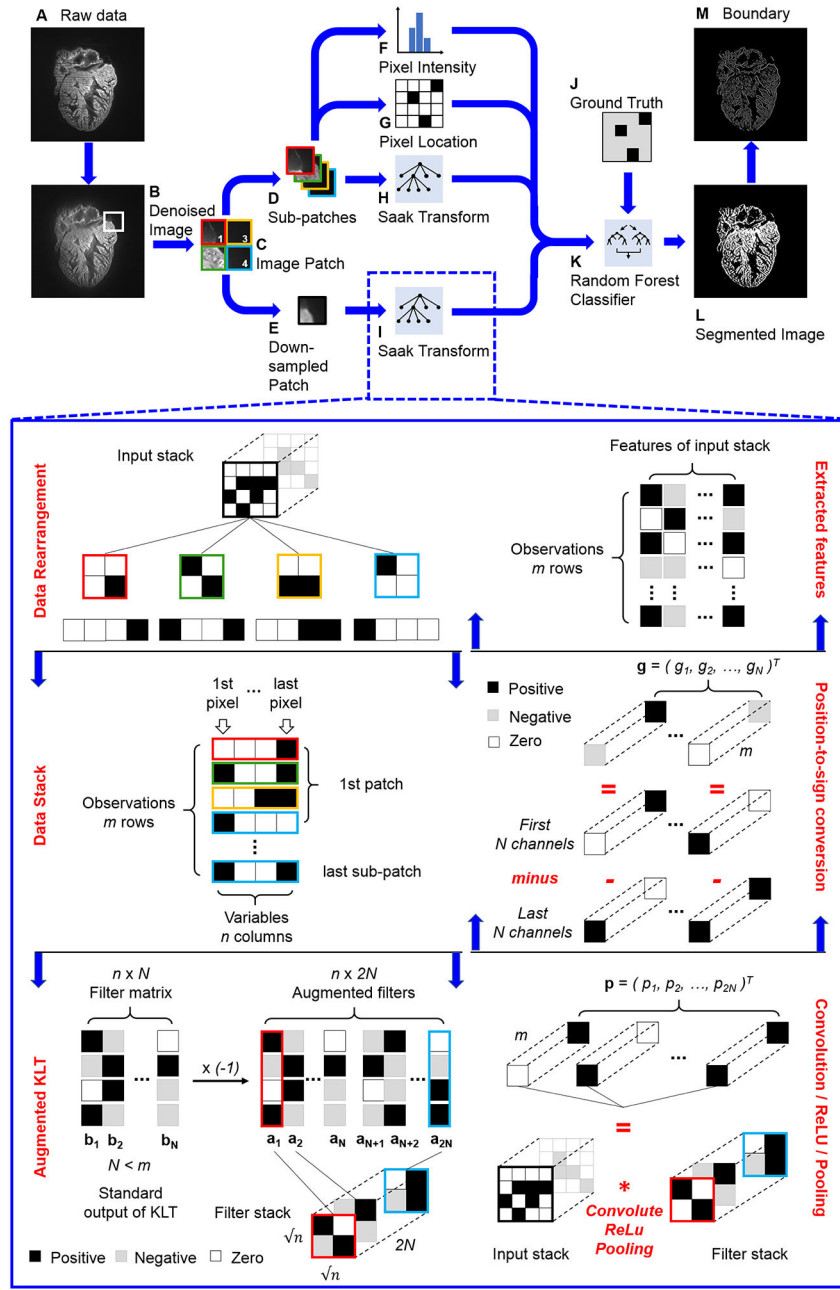 A Raw data
M Boundary
F
Pixel Intensity
J
Ground Truth
G
Pixel Location
B
Denoised
Image
1
3
2
4
C
Image Patch
D
Sub-patches
H
Saak Transform
K
Random Forest
Classifier
L
Segmented Image
E
Down-
sampled
Patch
I
Saak Transform
Data Rearrangement
Input stack
Features of input stack
Observations
m rows
...
Extracted features
Data Stack
1st
pixel
...
last
pixel
Observations
m rows
1st patch
last sub-patch
Variables
n columns
g = ( g1, g2, ..., gN )T
Positive
Negative
Zero
...
m
= =
First
N channels
...
minus
- -
Last
N channels
...
Position-to-sign conversion
Augmented KLT
n x N
Filter matrix
n x 2N
Augmented filters
...
x (-1)
... ...
b1 b2 bN
a1 a2 aN aN+1 aN+2 a2N
N < m
Standard
output of KLT
Filter stack
√n
√n
2N
Positive Negative Zero
p = ( p1, p2, ..., p2N )T
m
...
=
*
Convolute
ReLu
Pooling
Input stack
Filter stack
Convolution / ReLU / Pooling